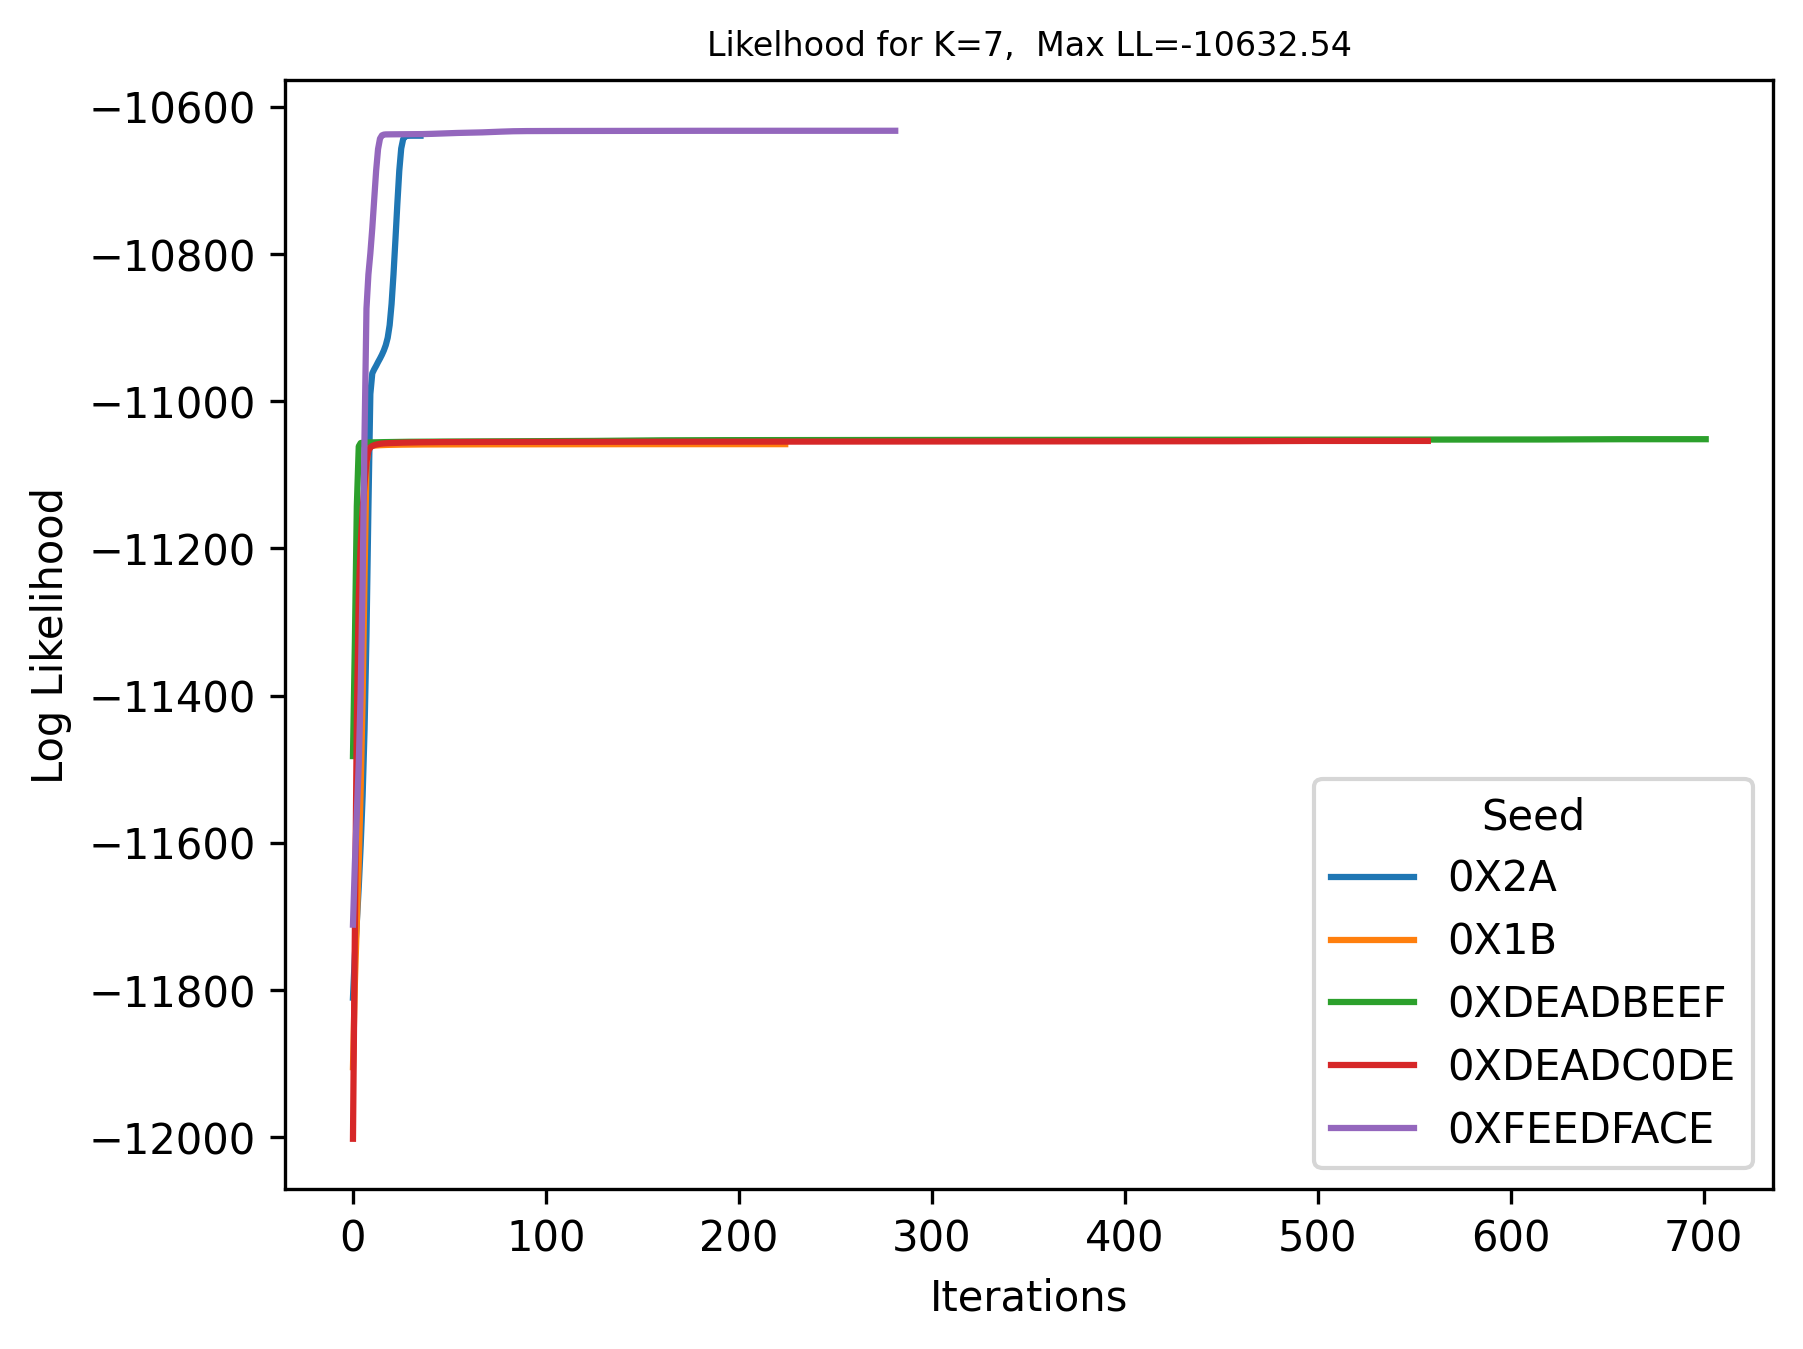 Likelhood for K=7,  Max LL=-10632.54
−10600
−10800
−11000
−11200
−11400
−11600
−11800
−12000
Log Likelihood
0 100 200 300 400 500 600 700
Iterations
Seed
0X2A
0X1B
0XDEADBEEF
0XDEADC0DE
0XFEEDFACE